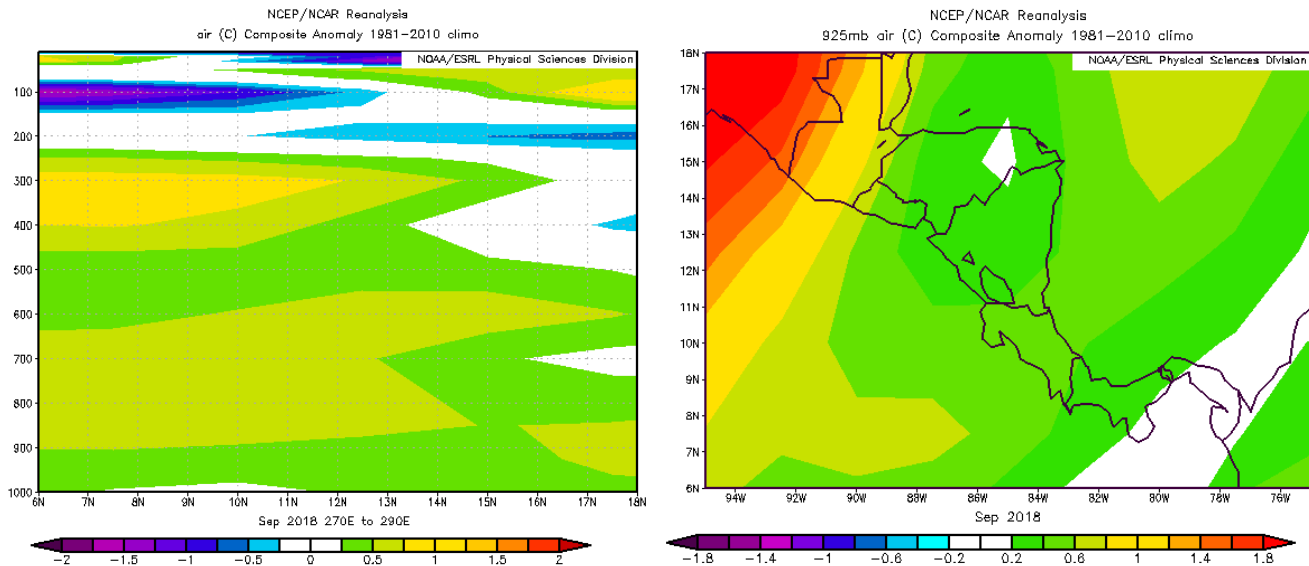 NCEP/NCAR Reanalysis
air (C) Composite Anomaly 1981-2010 climo
NOAA/ESRL Physical Sciences Division
100
200
300
400
500
600
700
800
900
1000
6N 7N 8N 9N 10N 11N 12N 13N 14N 15N 16N 17N 18N
Sep 2018 270E to 290E
-2 -1.5 -1 -0.5 0 0.5 1 1.5 2
NCEP/NCAR Reanalysis
925mb air (C) Composite Anomaly 1981-2010 climo
NOAA/ESRL Physical Sciences Division
18N
17N
16N
15N
14N
13N
12N
11N
10N
9N
8N
7N
6N
94W 92W 90W 88W 86W 84W 82W 80W 78W 76W
Sep 2018
-1.8 -1.4 -1 -0.6 -0.2 0.2 0.6 1 1.4 1.8